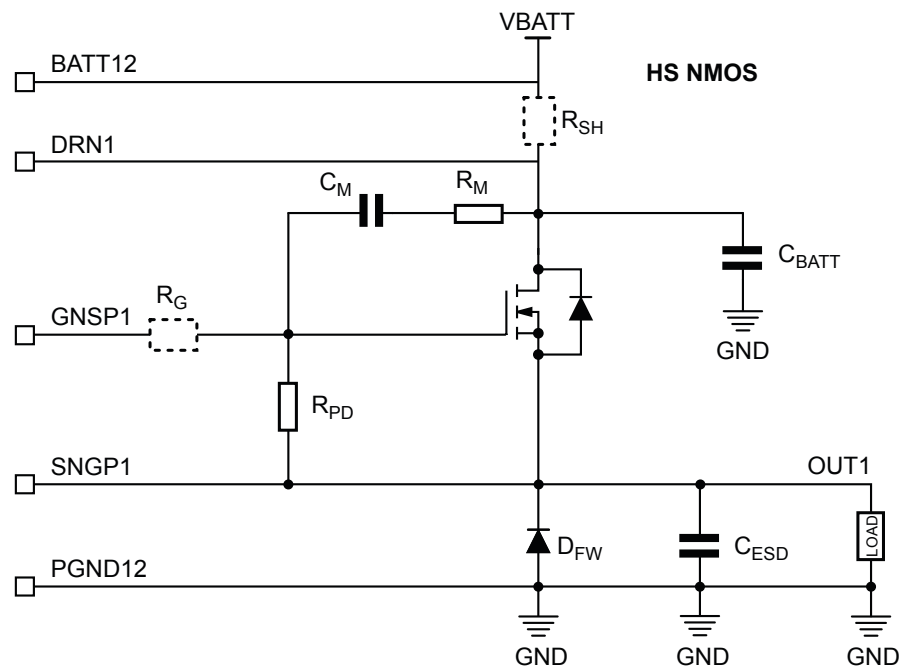 VBATT
BATT12
HS NMOS
RSH
DRN1
CM
RM
CBATT
RG
GNSP1
GND
RPD
SNGP1
OUT1
DFW
CESD
LOAD
PGND12
GND
GND
GND